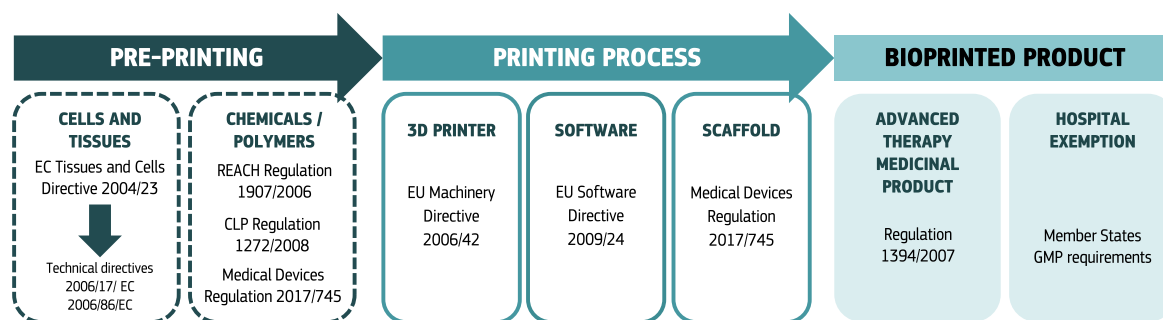 PRE-PRINTING
PRINTING PROCESS
BIOPRINTED PRODUCT
CELLS AND
TISSUES
EC Tissues and Cells
Directive 2004/23
Technical directives
2006/17/ EC
2006/86/EC
CHEMICALS /
POLYMERS
REACH Regulation
1907/2006
CLP Regulation
1272/2008
Medical Devices
Regulation 2017/745
3D PRINTER
EU Machinery
Directive
2006/42
SOFTWARE
EU Software
Directive
2009/24
SCAFFOLD
Medical Devices
Regulation
2017/745
ADVANCED
THERAPY
MEDICINAL
PRODUCT
Regulation
1394/2007
HOSPITAL
EXEMPTION
Member States
GMP requirements